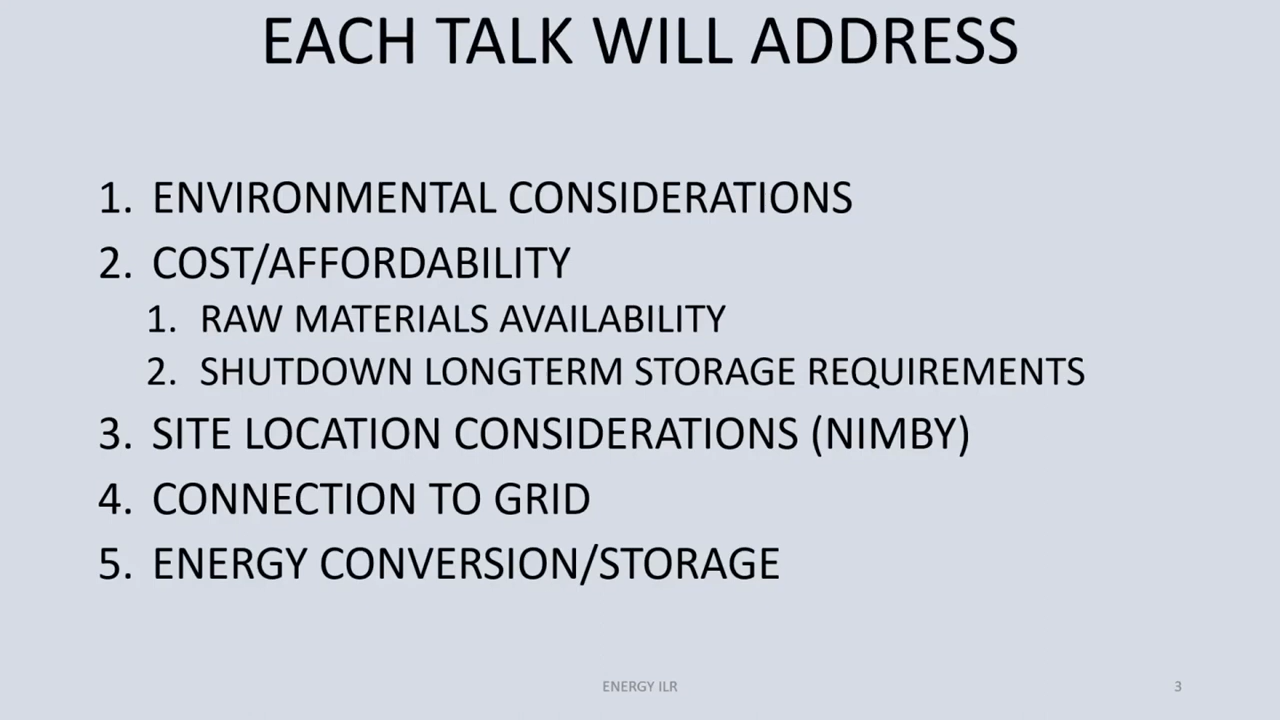 EACH TALK WILL ADDRESS
1. ENVIRONMENTAL CONSIDERATIONS
2. COST/AFFORDABILITY
1. RAW MATERIALS AVAILABILITY
2. SHUTDOWN LONGTERM STORAGE REQUIREMENTS
3. SITE LOCATION CONSIDERATIONS (NIMBY)
4. CONNECTION TO GRID
5. ENERGY CONVERSION/STORAGE
ENERGY ILR
3